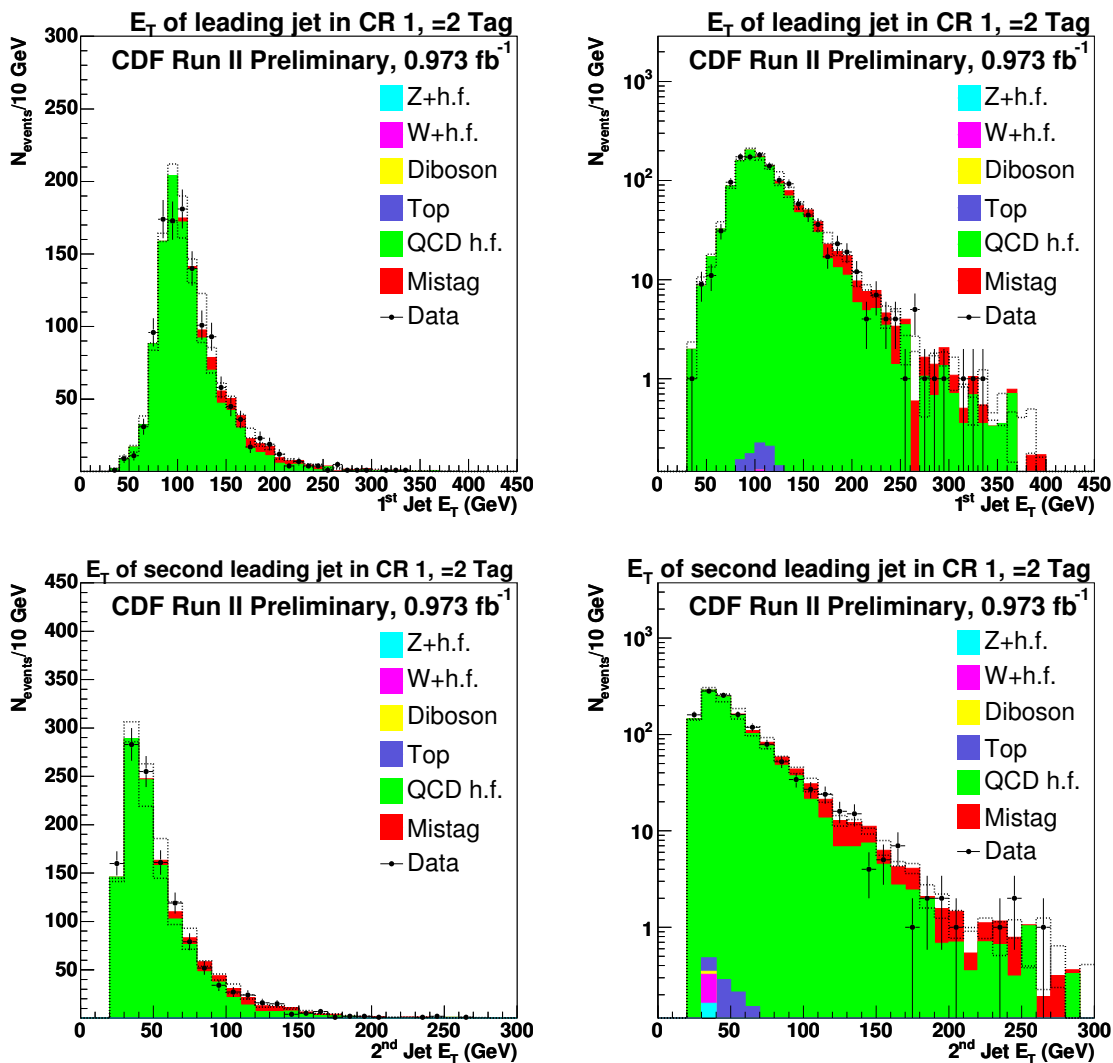 E_T of leading jet in CR 1, =2 Tag
CDF Run II Preliminary, 0.973 fb⁻¹
N_events/10 GeV
300
250
200
150
100
50
Z+h.f.
W+h.f.
Diboson
Top
QCD h.f.
Mistag
Data
0 50 100 150 200 250 300 350 400 450
1ˢᵗ Jet E_T (GeV)
E_T of leading jet in CR 1, =2 Tag
CDF Run II Preliminary, 0.973 fb⁻¹
N_events/10 GeV
10³
10²
10
1
Z+h.f.
W+h.f.
Diboson
Top
QCD h.f.
Mistag
Data
0 50 100 150 200 250 300 350 400 450
1ˢᵗ Jet E_T (GeV)
E_T of second leading jet in CR 1, =2 Tag
CDF Run II Preliminary, 0.973 fb⁻¹
N_events/10 GeV
450
400
350
300
250
200
150
100
50
Z+h.f.
W+h.f.
Diboson
Top
QCD h.f.
Mistag
Data
0 50 100 150 200 250 300
2ⁿᵈ Jet E_T (GeV)
E_T of second leading jet in CR 1, =2 Tag
CDF Run II Preliminary, 0.973 fb⁻¹
N_events/10 GeV
10³
10²
10
1
Z+h.f.
W+h.f.
Diboson
Top
QCD h.f.
Mistag
Data
0 50 100 150 200 250 300
2ⁿᵈ Jet E_T (GeV)